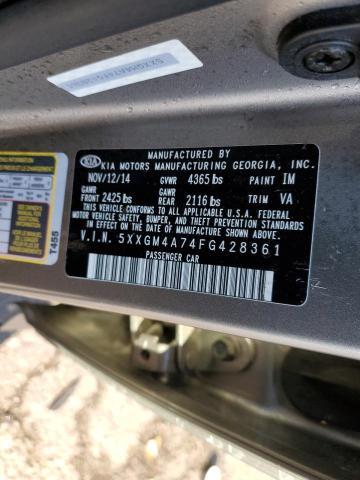 MANUFACTURED BY
KIA KIA MOTORS MANUFACTURING GEORGIA, INC.
NOV/12/14 GVWR 4365 lbs PAINT IM
GAWR GAWR
FRONT 2425 lbs REAR 2116 lbs TRIM VA
THIS VEHICLE CONFORMS TO ALL APPLICABLE U.S. FEDERAL
MOTOR VEHICLE SAFETY, BUMPER, AND THEFT PREVENTION
STANDARDS IN EFFECT ON THE DATE OF MANUFACTURE SHOWN ABOVE.
V.I.N. 5XXGM4A74FG428361
PASSENGER CAR
T455